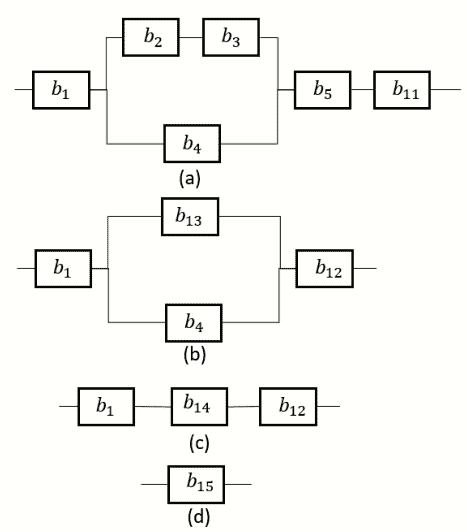 b₂ b₃
b₁ b₅ b₁₁
b₄
(a)
b₁₃
b₁ b₁₂
b₄
(b)
b₁ b₁₄ b₁₂
(c)
b₁₅
(d)